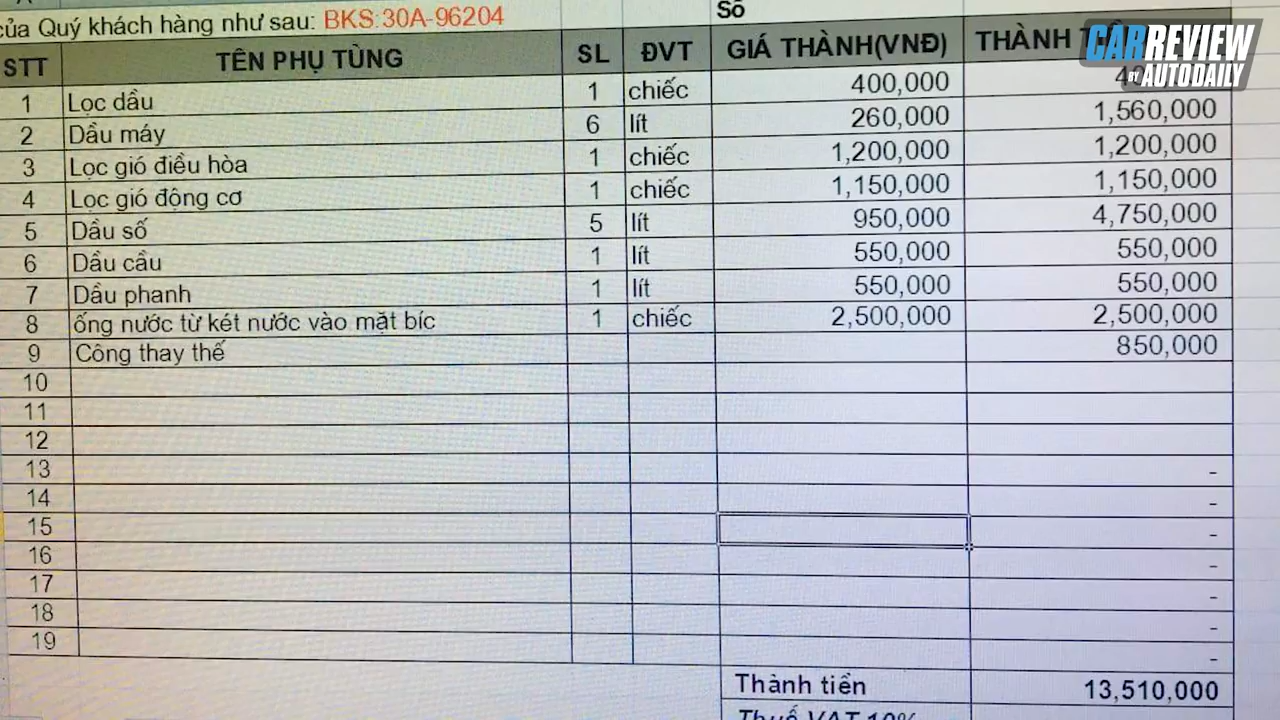 của Quý khách hàng như sau: BKS:30A-96204
Số
STT TÊN PHỤ TÙNG SL ĐVT GIÁ THÀNH(VNĐ) THÀNH
CARREVIEW
BY AUTODAILY
1 Lọc dầu 1 chiếc 400,000
2 Dầu máy 6 lít 260,000 1,560,000
3 Lọc gió điều hòa 1 chiếc 1,200,000 1,200,000
4 Lọc gió động cơ 1 chiếc 1,150,000 1,150,000
5 Dầu số 5 lít 950,000 4,750,000
6 Dầu cầu 1 lít 550,000 550,000
7 Dầu phanh 1 lít 550,000 550,000
8 ống nước từ két nước vào mặt bíc 1 chiếc 2,500,000 2,500,000
9 Công thay thế 850,000
10
11
12
13 -
14 -
15 -
16 -
17 -
18 -
19 -
Thành tiền 13,510,000
Thuế VAT 10%